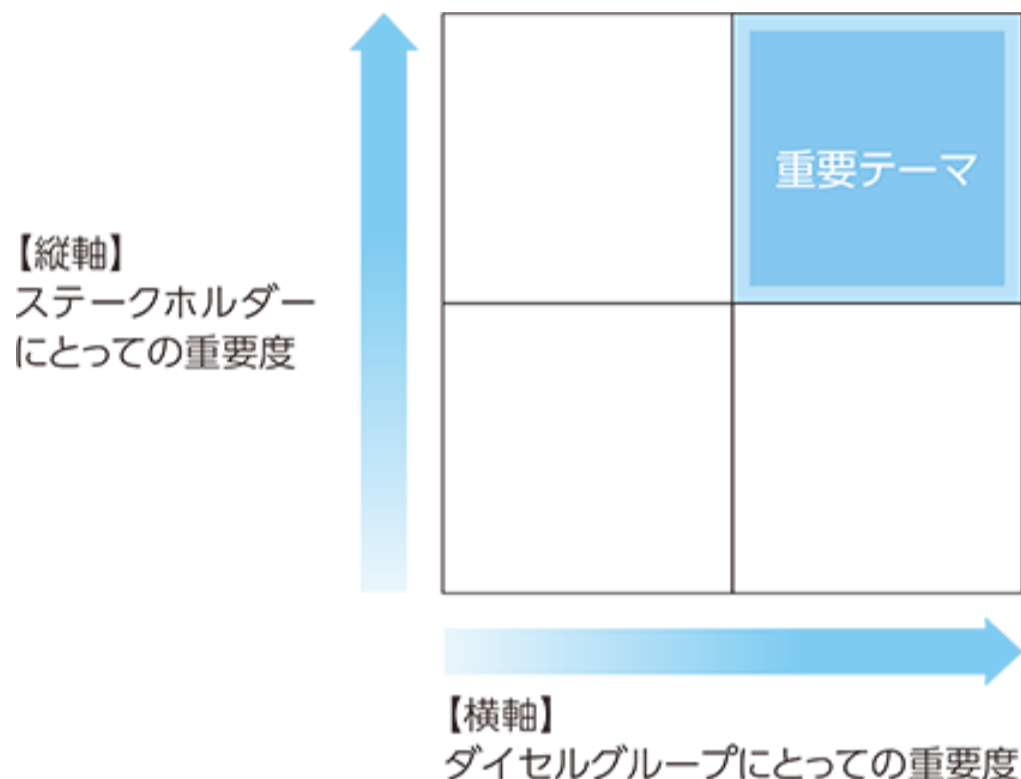 重要テーマ
【縦軸】
ステークホルダー
にとっての重要度
【横軸】
ダイセルグループにとっての重要度